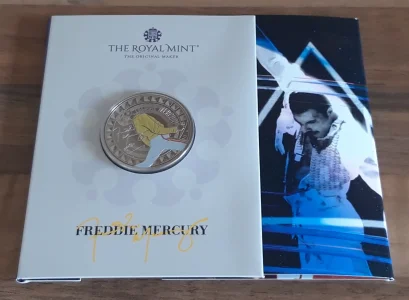 THE ROYAL MINT®
THE ORIGINAL MAKER
FREDDIE MERCURY